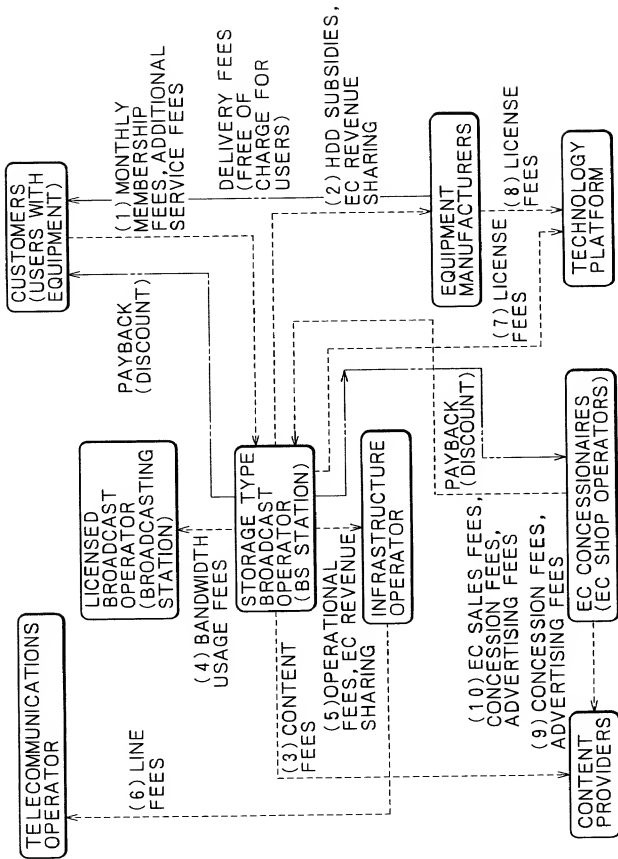 CONTENT
PROVIDERS
TELECOMMUNICATIONS
OPERATOR
(6) LINE
FEES
(9) CONCESSION FEES,
ADVERTISING FEES
(10) EC SALES FEES,
CONCESSION FEES,
ADVERTISING FEES
(3) CONTENT
FEES
(5)OPERATIONAL
FEES, EC REVENUE
SHARING
(4) BANDWIDTH
USAGE FEES
LICENSED
BROADCAST
OPERATOR
(BROADCASTING
STATION)
STORAGE TYPE
BROADCAST
OPERATOR
(BS STATION)
INFRASTRUCTURE
OPERATOR
EC CONCESSIONAIRES
(EC SHOP OPERATORS)
PAYBACK
(DISCOUNT)
PAYBACK
(DISCOUNT)
CUSTOMERS
(USERS WITH
EQUIPMENT)
(1) MONTHLY
MEMBERSHIP
FEES, ADDITIONAL
SERVICE FEES
DELIVERY FEES
(FREE OF
CHARGE FOR
USERS)
(2) HDD SUBSIDIES,
EC REVENUE
SHARING
EQUIPMENT
MANUFACTURERS
(7) LICENSE
FEES
(8) LICENSE
FEES
TECHNOLOGY
PLATFORM